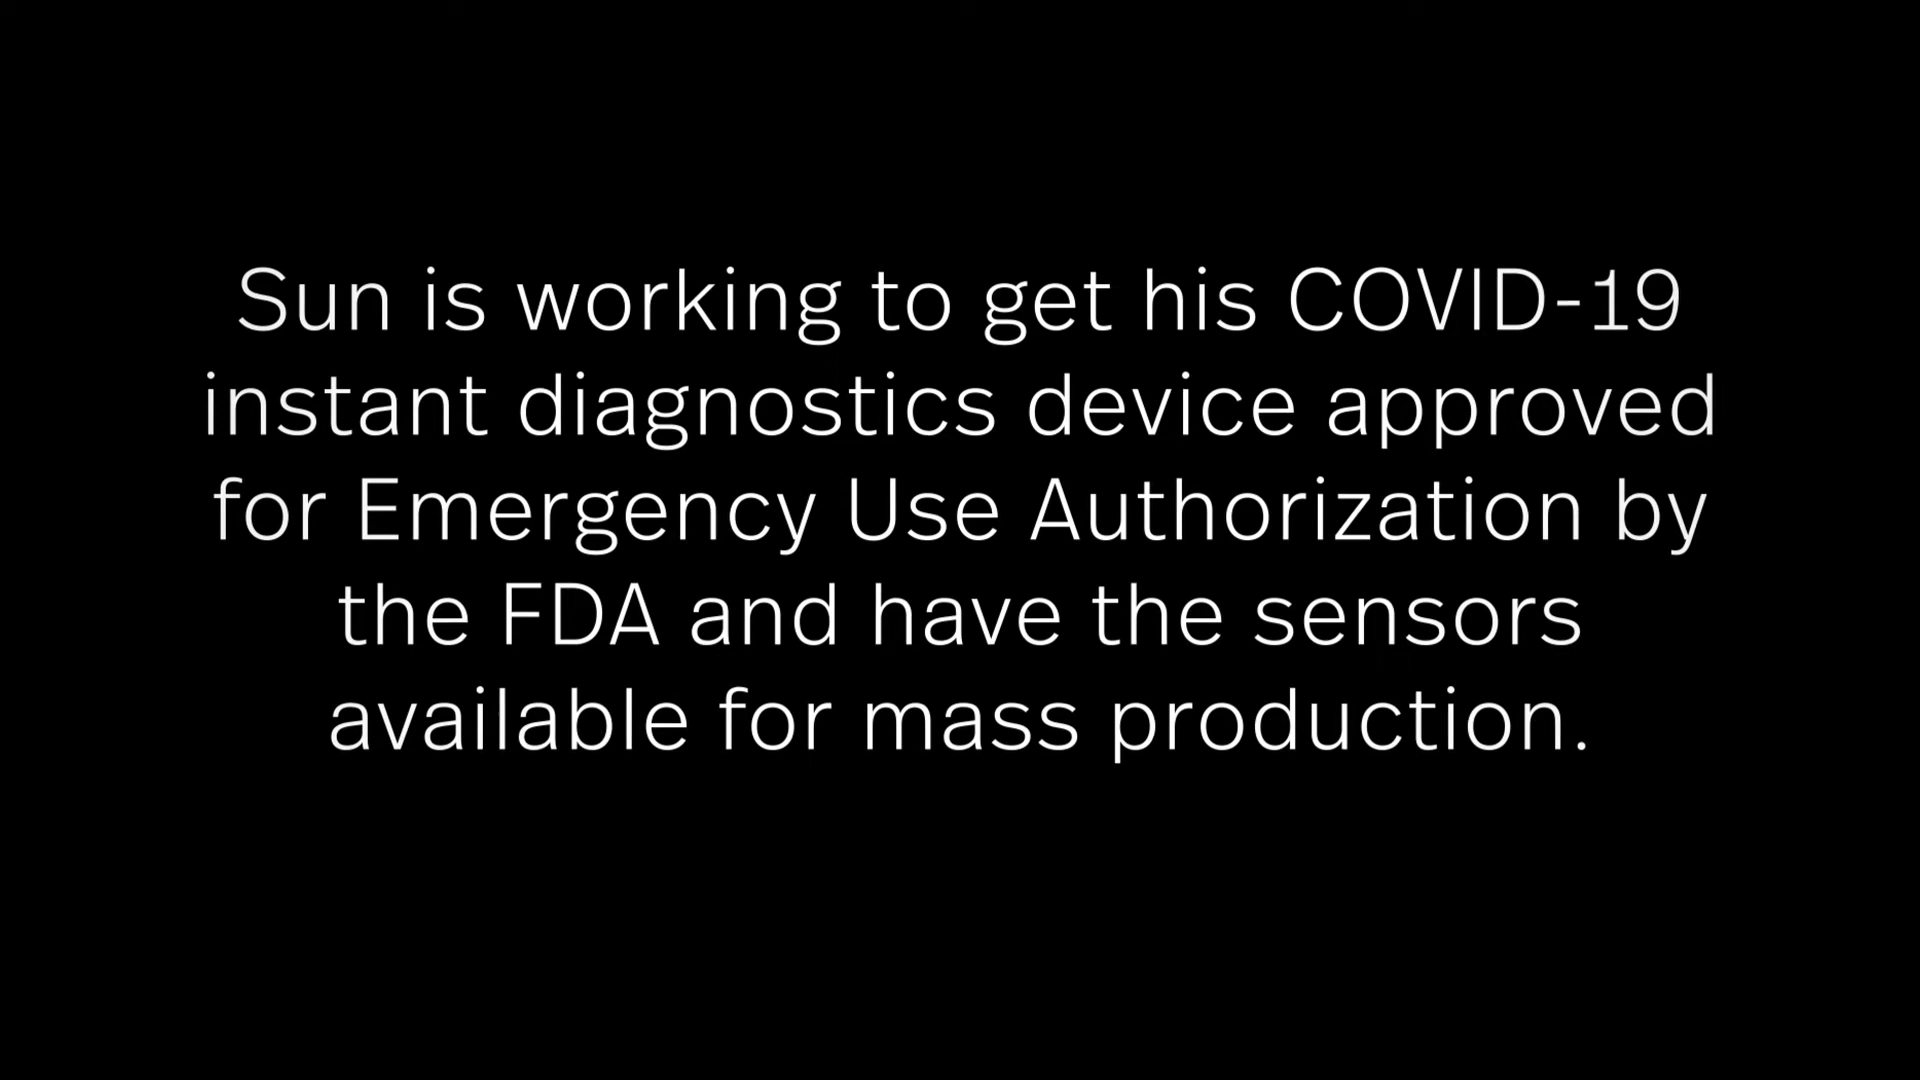 Sun is working to get his COVID-19
instant diagnostics device approved
for Emergency Use Authorization by
the FDA and have the sensors
available for mass production.